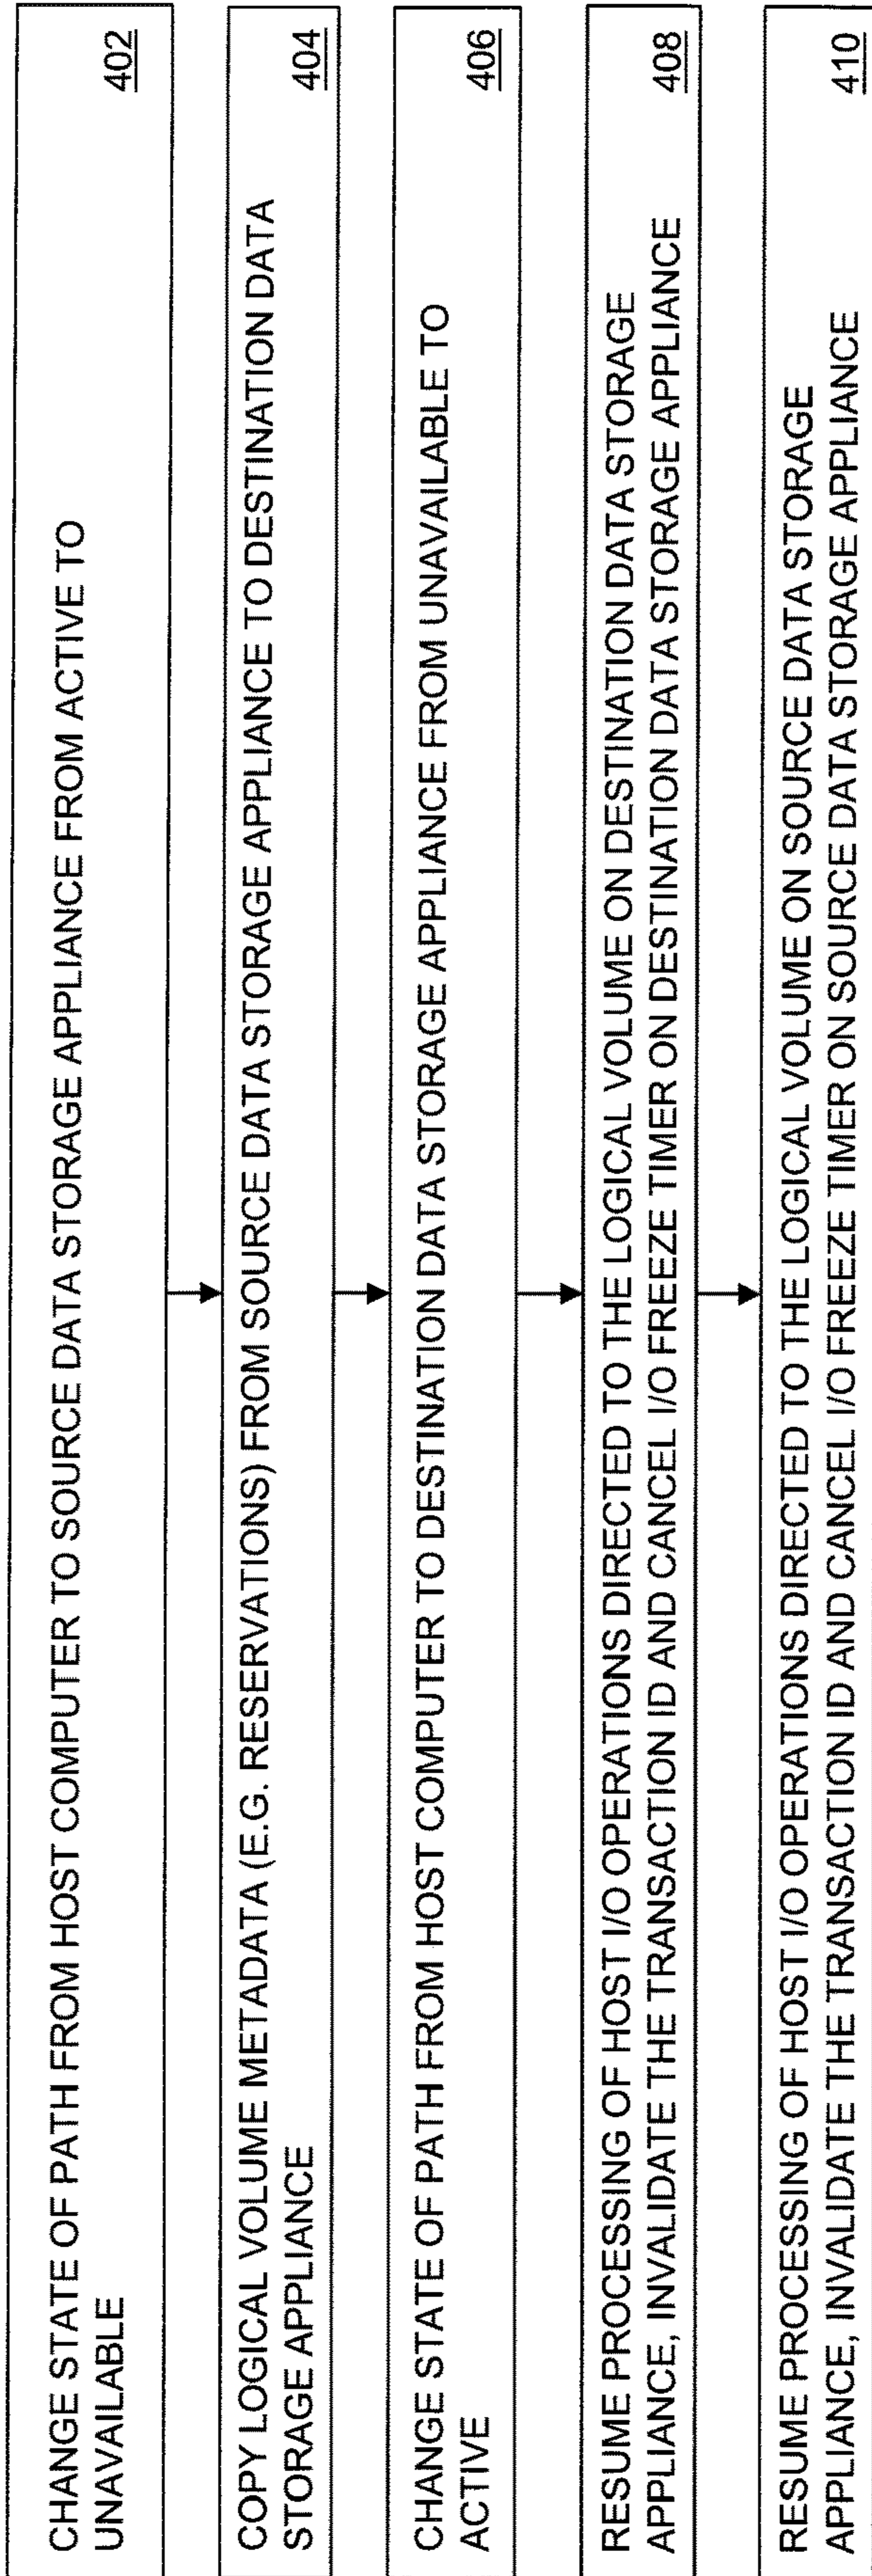 CHANGE STATE OF PATH FROM HOST COMPUTER TO SOURCE DATA STORAGE APPLIANCE FROM ACTIVE TO
UNAVAILABLE
402
COPY LOGICAL VOLUME METADATA (E.G. RESERVATIONS) FROM SOURCE DATA STORAGE APPLIANCE TO DESTINATION DATA
STORAGE APPLIANCE
404
CHANGE STATE OF PATH FROM HOST COMPUTER TO DESTINATION DATA STORAGE APPLIANCE FROM UNAVAILABLE TO
ACTIVE
406
RESUME PROCESSING OF HOST I/O OPERATIONS DIRECTED TO THE LOGICAL VOLUME ON DESTINATION DATA STORAGE
APPLIANCE, INVALIDATE THE TRANSACTION ID AND CANCEL I/O FREEZE TIMER ON DESTINATION DATA STORAGE APPLIANCE
408
RESUME PROCESSING OF HOST I/O OPERATIONS DIRECTED TO THE LOGICAL VOLUME ON SOURCE DATA STORAGE
APPLIANCE, INVALIDATE THE TRANSACTION ID AND CANCEL I/O FREEZE TIMER ON SOURCE DATA STORAGE APPLIANCE
410